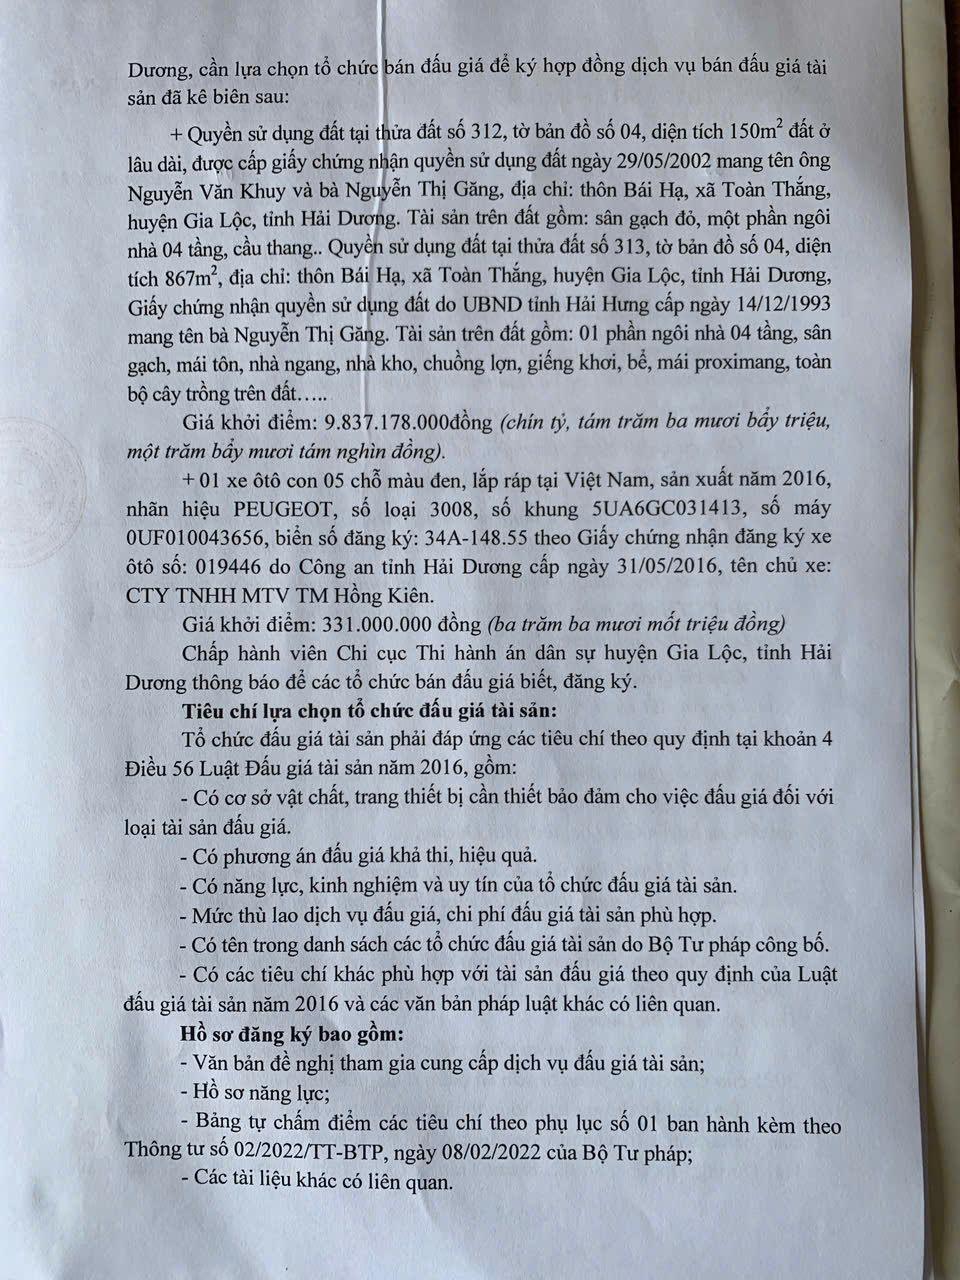 Dương, cần lựa chọn tổ chức bán đấu giá để ký hợp đồng dịch vụ bán đấu giá tài
sản đã kê biên sau:
+ Quyền sử dụng đất tại thửa đất số 312, tờ bản đồ số 04, diện tích 150m² đất ở
lâu dài, được cấp giấy chứng nhận quyền sử dụng đất ngày 29/05/2002 mang tên ông
Nguyễn Văn Khuy và bà Nguyễn Thị Găng, địa chỉ: thôn Bái Hạ, xã Toàn Thắng,
huyện Gia Lộc, tỉnh Hải Dương. Tài sản trên đất gồm: sân gạch đỏ, một phần ngôi
nhà 04 tầng, cầu thang.. Quyền sử dụng đất tại thửa đất số 313, tờ bản đồ số 04, diện
tích 867m², địa chỉ: thôn Bái Hạ, xã Toàn Thắng, huyện Gia Lộc, tỉnh Hải Dương,
Giấy chứng nhận quyền sử dụng đất do UBND tỉnh Hải Hưng cấp ngày 14/12/1993
mang tên bà Nguyễn Thị Găng. Tài sản trên đất gồm: 01 phần ngôi nhà 04 tầng, sân
gạch, mái tôn, nhà ngang, nhà kho, chuồng lợn, giếng khơi, bể, mái proximang, toàn
bộ cây trồng trên đất…..
Giá khởi điểm: 9.837.178.000đồng (chín tỷ, tám trăm ba mươi bẩy triệu,
một trăm bẩy mươi tám nghìn đồng).
+ 01 xe ôtô con 05 chỗ màu đen, lắp ráp tại Việt Nam, sản xuất năm 2016,
nhãn hiệu PEUGEOT, số loại 3008, số khung 5UA6GC031413, số máy
0UF010043656, biển số đăng ký: 34A-148.55 theo Giấy chứng nhận đăng ký xe
ôtô số: 019446 do Công an tỉnh Hải Dương cấp ngày 31/05/2016, tên chủ xe:
CTY TNHH MTV TM Hồng Kiên.
Giá khởi điểm: 331.000.000 đồng (ba trăm ba mươi mốt triệu đồng)
Chấp hành viên Chi cục Thi hành án dân sự huyện Gia Lộc, tỉnh Hải
Dương thông báo để các tổ chức bán đấu giá biết, đăng ký.
Tiêu chí lựa chọn tổ chức đấu giá tài sản:
Tổ chức đấu giá tài sản phải đáp ứng các tiêu chí theo quy định tại khoản 4
Điều 56 Luật Đấu giá tài sản năm 2016, gồm:
- Có cơ sở vật chất, trang thiết bị cần thiết bảo đảm cho việc đấu giá đối với
loại tài sản đấu giá.
- Có phương án đấu giá khả thi, hiệu quả.
- Có năng lực, kinh nghiệm và uy tín của tổ chức đấu giá tài sản.
- Mức thù lao dịch vụ đấu giá, chi phí đấu giá tài sản phù hợp.
- Có tên trong danh sách các tổ chức đấu giá tài sản do Bộ Tư pháp công bố.
- Có các tiêu chí khác phù hợp với tài sản đấu giá theo quy định của Luật
đấu giá tài sản năm 2016 và các văn bản pháp luật khác có liên quan.
Hồ sơ đăng ký bao gồm:
- Văn bản đề nghị tham gia cung cấp dịch vụ đấu giá tài sản;
- Hồ sơ năng lực;
- Bảng tự chấm điểm các tiêu chí theo phụ lục số 01 ban hành kèm theo
Thông tư số 02/2022/TT-BTP, ngày 08/02/2022 của Bộ Tư pháp;
- Các tài liệu khác có liên quan.